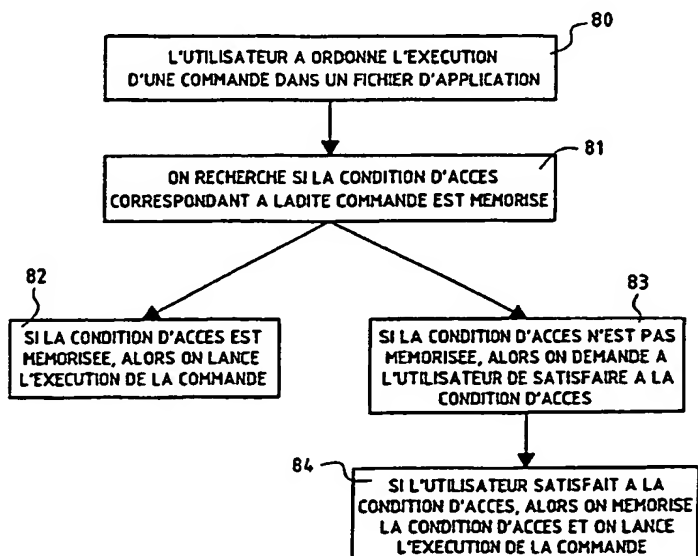 80
L'UTILISATEUR A ORDONNE L'EXECUTION
D'UNE COMMANDE DANS UN FICHIER D'APPLICATION
81
ON RECHERCHE SI LA CONDITION D'ACCES
CORRESPONDANT A LADITE COMMANDE EST MEMORISE
82
SI LA CONDITION D'ACCES EST
MEMORISEE, ALORS ON LANCE
L'EXECUTION DE LA COMMANDE
83
SI LA CONDITION D'ACCES N'EST PAS
MEMORISEE, ALORS ON DEMANDE A
L'UTILISATEUR DE SATISFAIRE A LA
CONDITION D'ACCES
84
SI L'UTILISATEUR SATISFAIT A LA
CONDITION D'ACCES, ALORS ON MEMORISE
LA CONDITION D'ACCES ET ON LANCE
L'EXECUTION DE LA COMMANDE